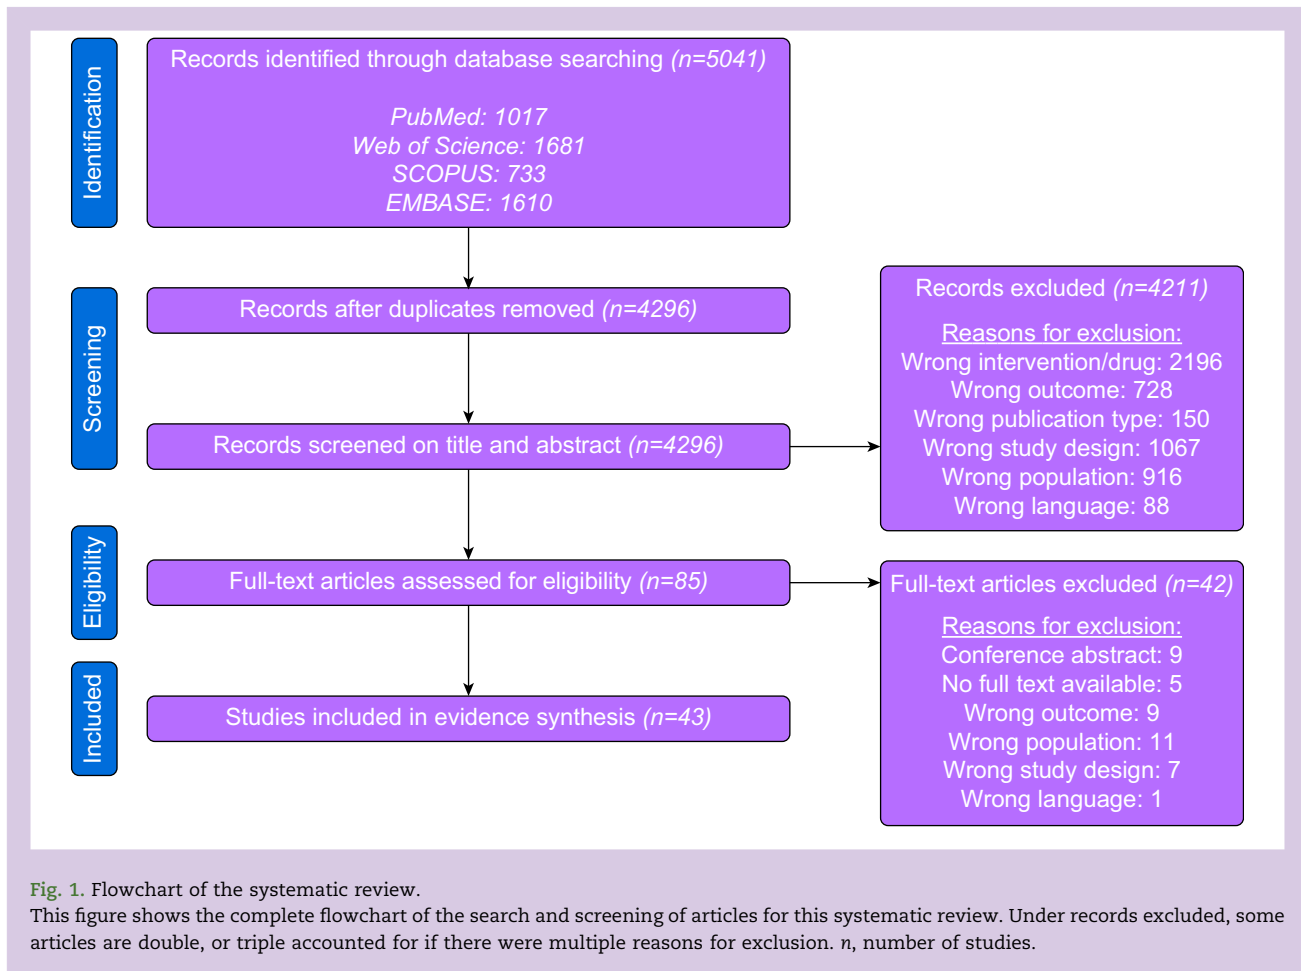 Identification
Records identified through database searching (n=5041)
PubMed: 1017
Web of Science: 1681
SCOPUS: 733
EMBASE: 1610
Screening
Records after duplicates removed (n=4296)
Records screened on title and abstract (n=4296)
Records excluded (n=4211)
Reasons for exclusion:
Wrong intervention/drug: 2196
Wrong outcome: 728
Wrong publication type: 150
Wrong study design: 1067
Wrong population: 916
Wrong language: 88
Eligibility
Full-text articles assessed for eligibility (n=85)
Full-text articles excluded (n=42)
Reasons for exclusion:
Conference abstract: 9
No full text available: 5
Wrong outcome: 9
Wrong population: 11
Wrong study design: 7
Wrong language: 1
Included
Studies included in evidence synthesis (n=43)
Fig. 1. Flowchart of the systematic review.
This figure shows the complete flowchart of the search and screening of articles for this systematic review. Under records excluded, some
articles are double, or triple accounted for if there were multiple reasons for exclusion. n, number of studies.